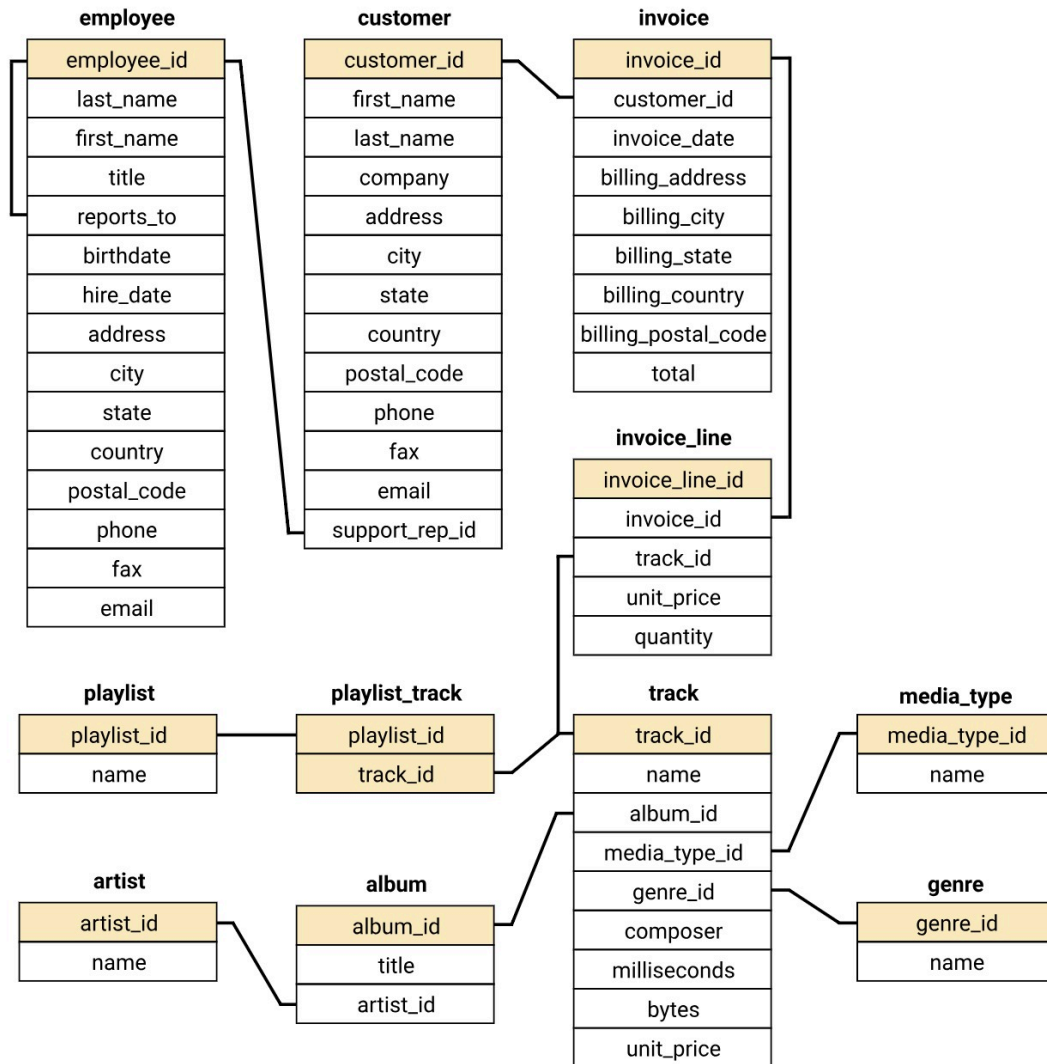 employee
employee_id
last_name
first_name
title
reports_to
birthdate
hire_date
address
city
state
country
postal_code
phone
fax
email
customer
customer_id
first_name
last_name
company
address
city
state
country
postal_code
phone
fax
email
support_rep_id
invoice
invoice_id
customer_id
invoice_date
billing_address
billing_city
billing_state
billing_country
billing_postal_code
total
invoice_line
invoice_line_id
invoice_id
track_id
unit_price
quantity
playlist
playlist_id
name
playlist_track
playlist_id
track_id
track
track_id
name
album_id
media_type_id
genre_id
composer
milliseconds
bytes
unit_price
media_type
media_type_id
name
artist
artist_id
name
album
album_id
title
artist_id
genre
genre_id
name